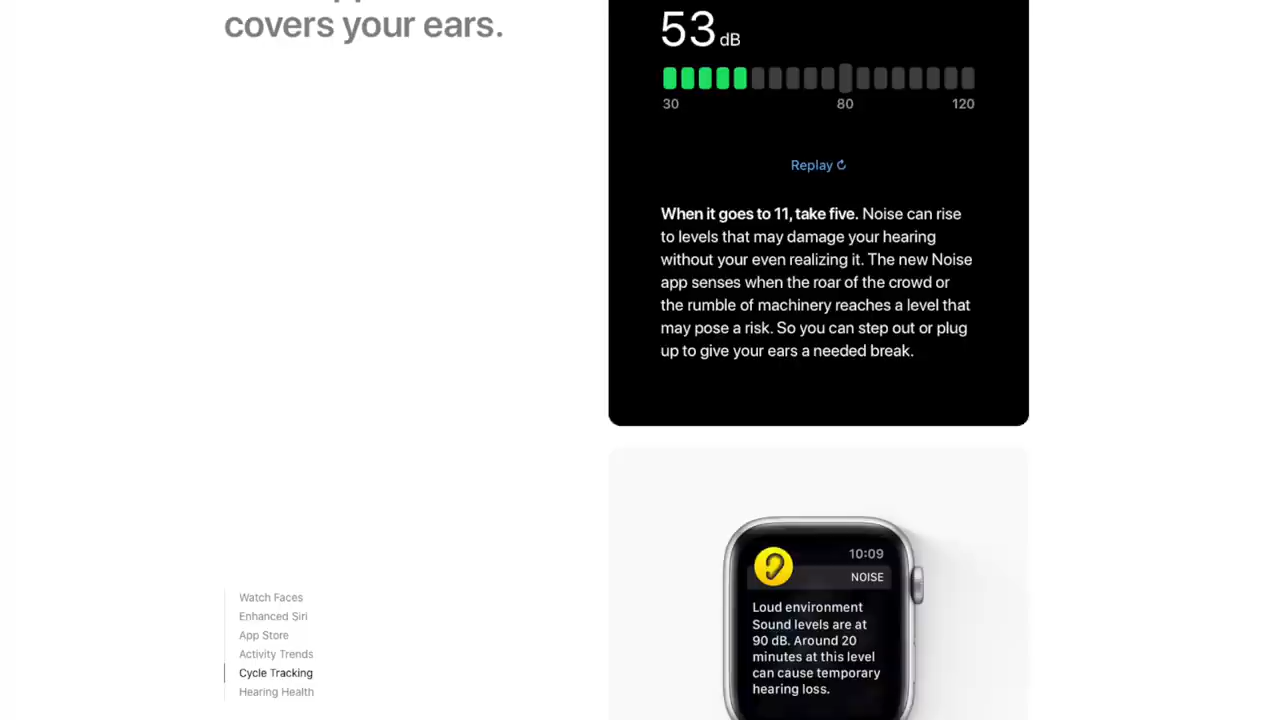 covers your ears.
53 dB
30 80 120
Replay
When it goes to 11, take five. Noise can rise
to levels that may damage your hearing
without your even realizing it. The new Noise
app senses when the roar of the crowd or
the rumble of machinery reaches a level that
may pose a risk. So you can step out or plug
up to give your ears a needed break.
10:09
NOISE
Loud environment
Sound levels are at
90 dB. Around 20
minutes at this level
can cause temporary
hearing loss.
Watch Faces
Enhanced Siri
App Store
Activity Trends
Cycle Tracking
Hearing Health